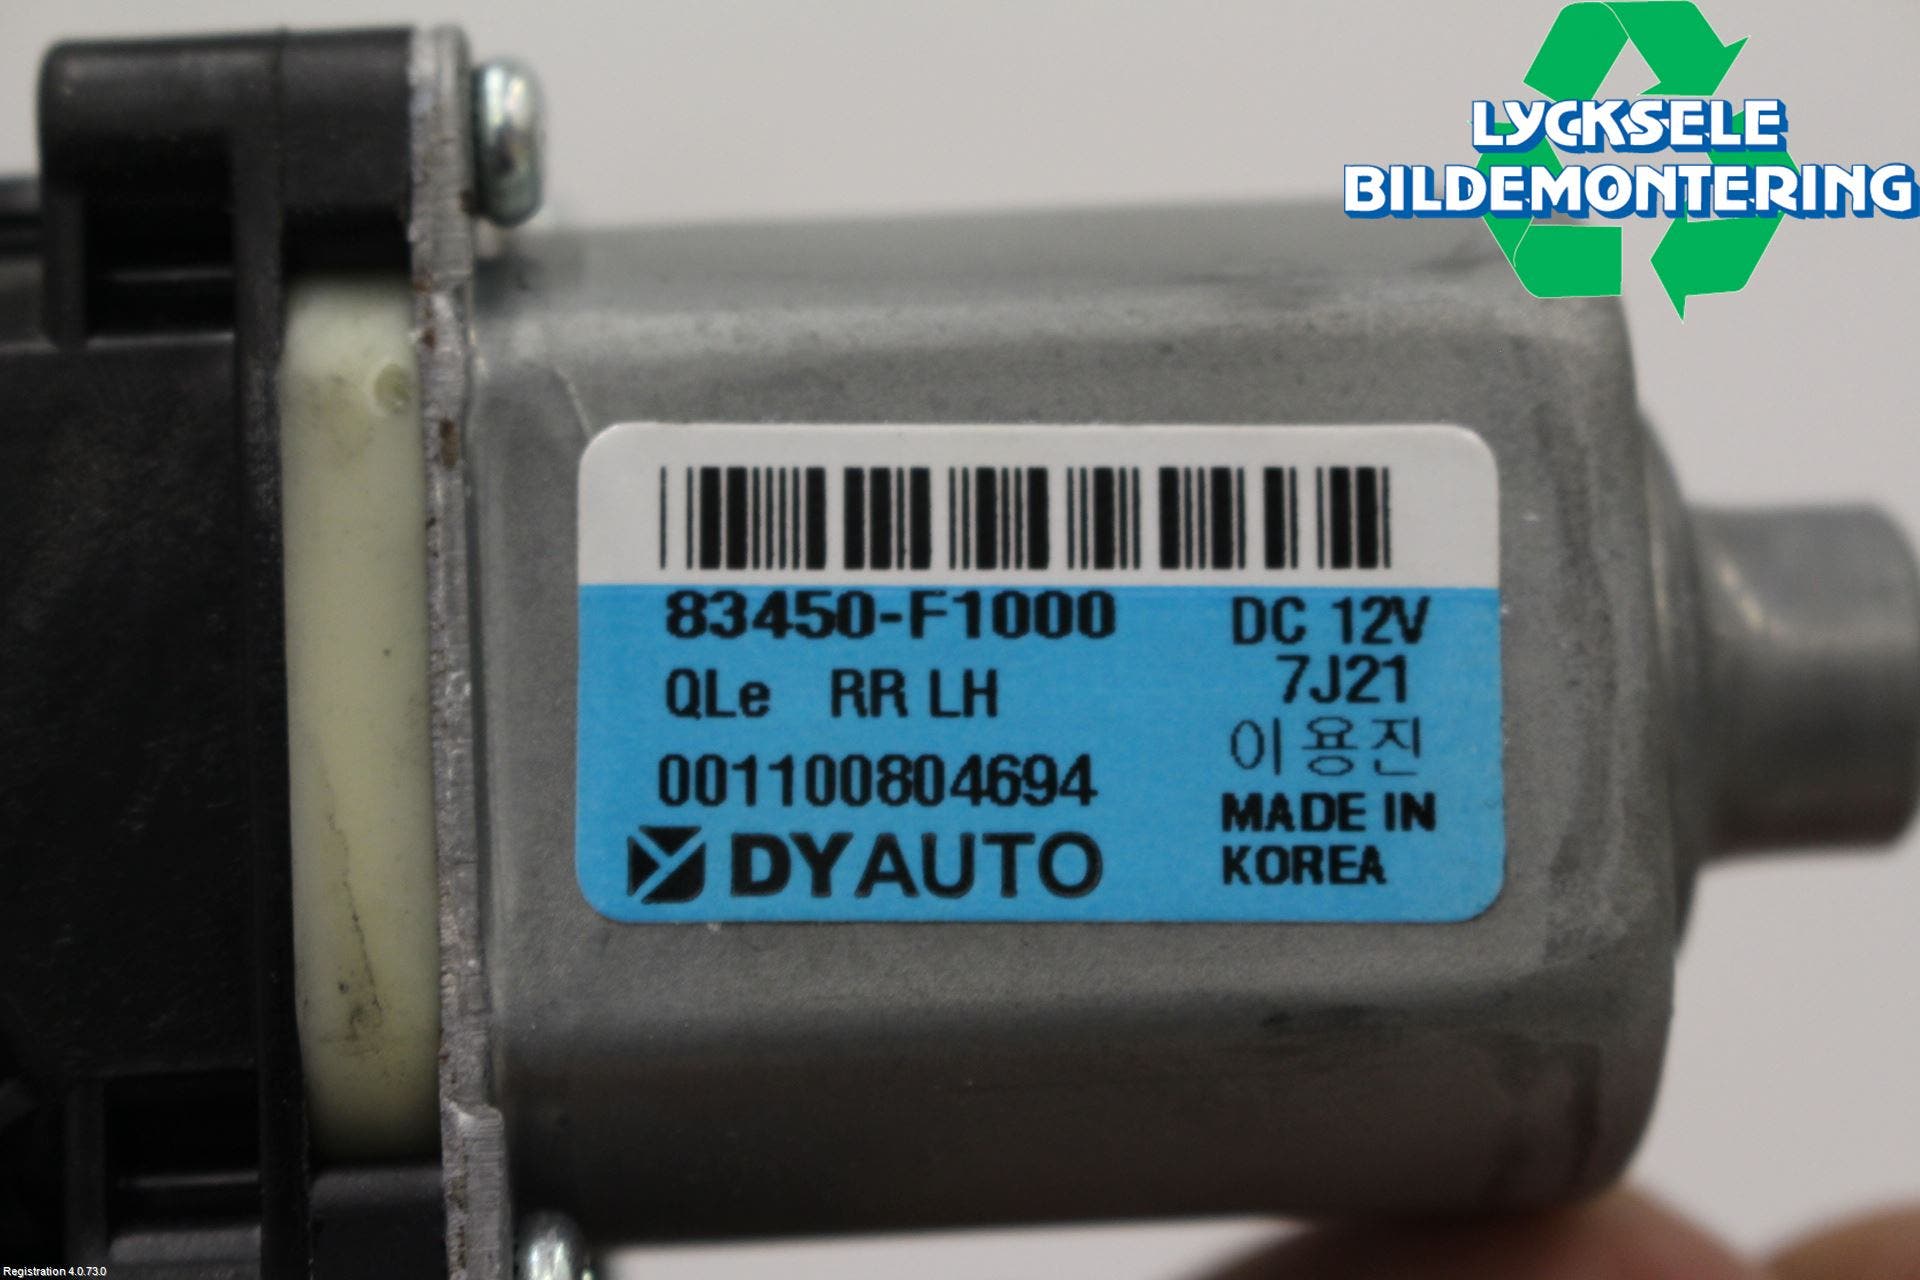 LYCKSELE
BILDEMONTERING
83450-F1000
DC 12V
QLe RR LH
7J21
이용진
001100804694
MADE IN
KOREA
DYAUTO
Registration 4.0.73.0